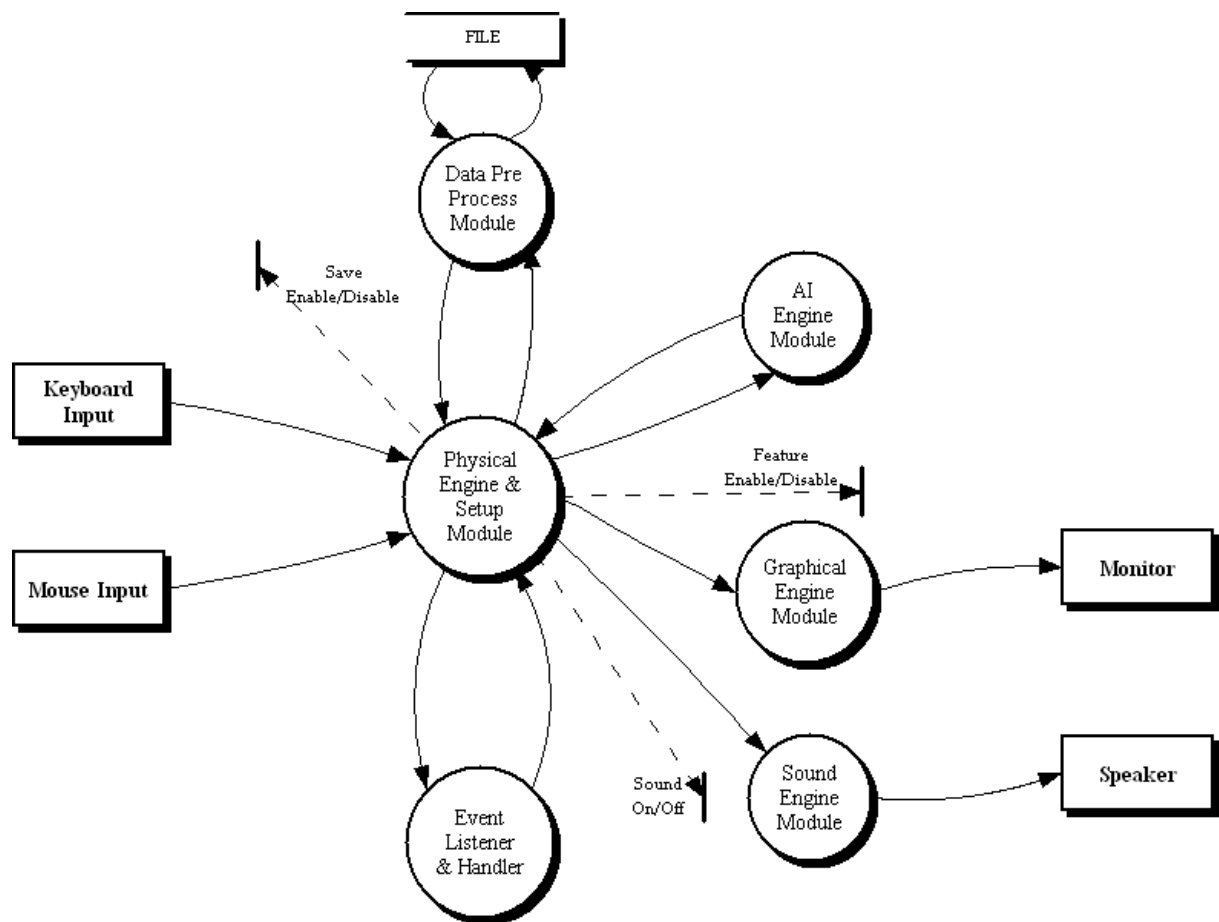 FILE
Data Pre
Process
Module
Save
Enable/Disable
AI
Engine
Module
Keyboard
Input
Physical
Engine &
Setup
Module
Feature
Enable/Disable
Mouse Input
Graphical
Engine
Module
Monitor
Sound
On/Off
Sound
Engine
Module
Speaker
Event
Listener
& Handler